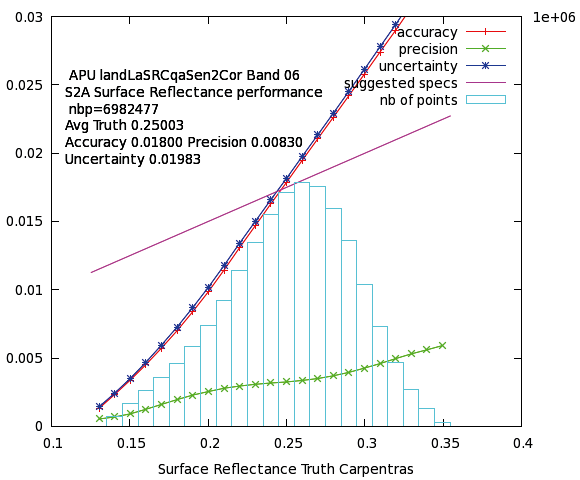 0.03
1e+06
accuracy
precision
uncertainty
suggested specs
nb of points
APU landLaSRCqaSen2Cor Band 06
S2A Surface Reflectance performance
nbp=6982477
Avg Truth 0.25003
Accuracy 0.01800 Precision 0.00830
Uncertainty 0.01983
0.025
0.02
0.015
0.01
0.005
0
0.1 0.15 0.2 0.25 0.3 0.35 0.4
Surface Reflectance Truth Carpentras